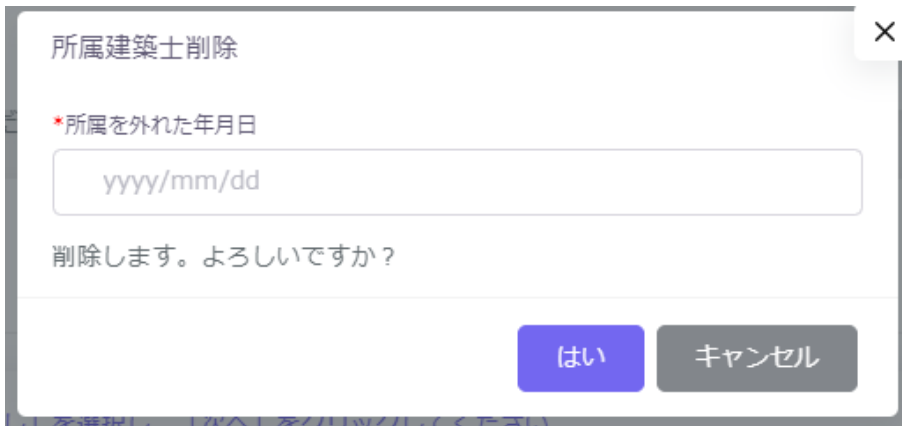 所属建築士削除
*所属を外れた年月日
yyyy/mm/dd
削除します。よろしいですか？
はい
キャンセル